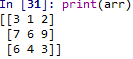 In [31]: print(arr)
[[3 1 2]
 [7 6 9]
 [6 4 3]]